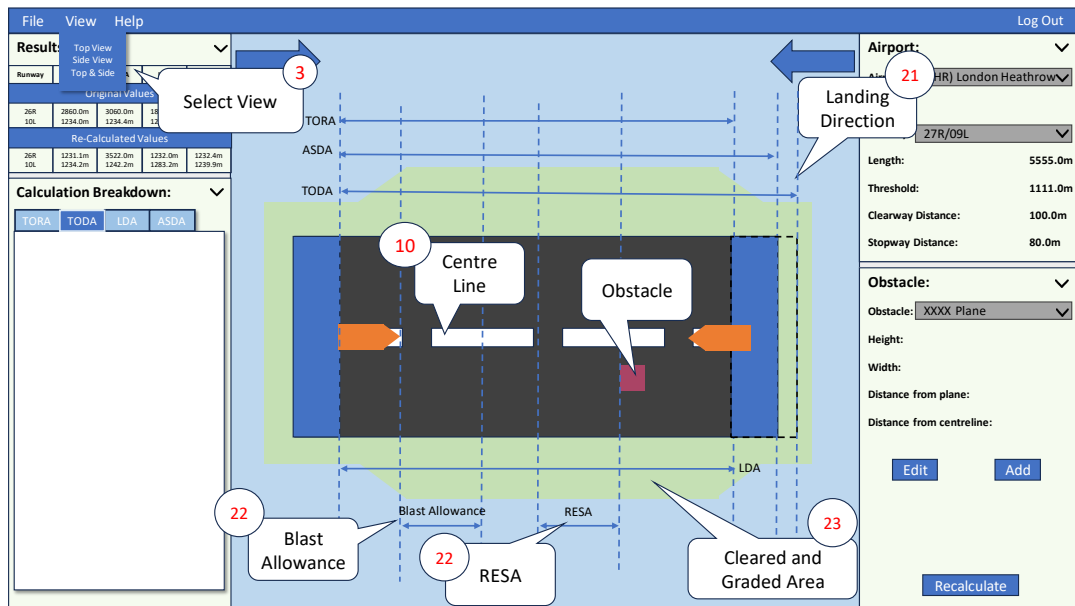 File View Help Log Out
Top View
Side View
Top & Side
Results
Runway
Original Values
26R 2860.0m 3060.0m
10L 1234.0m 1234.4m
Re-Calculated Values
26R 1231.1m 3522.0m 1232.0m 1232.4m
10L 1234.2m 1242.2m 1283.2m 1239.9m
Calculation Breakdown:
TORA TODA LDA ASDA
3
Select View
TORA
ASDA
TODA
10
Centre
Line
Obstacle
LDA
Blast Allowance
RESA
22
Blast
Allowance
22
RESA
23
Cleared and
Graded Area
21
Landing
Direction
Airport:
HR) London Heathrow
27R/09L
Length: 5555.0m
Threshold: 1111.0m
Clearway Distance: 100.0m
Stopway Distance: 80.0m
Obstacle:
Obstacle: XXXX Plane
Height:
Width:
Distance from plane:
Distance from centreline:
Edit Add
Recalculate